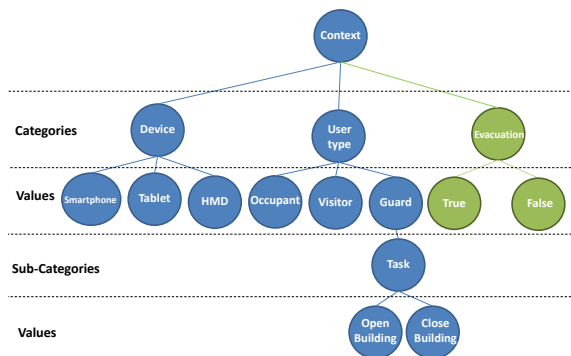 Context
Categories
Device
User
type
Evacuation
Values
Smartphone
Tablet
HMD
Occupant
Visitor
Guard
True
False
Sub-Categories
Task
Values
Open
Building
Close
Building